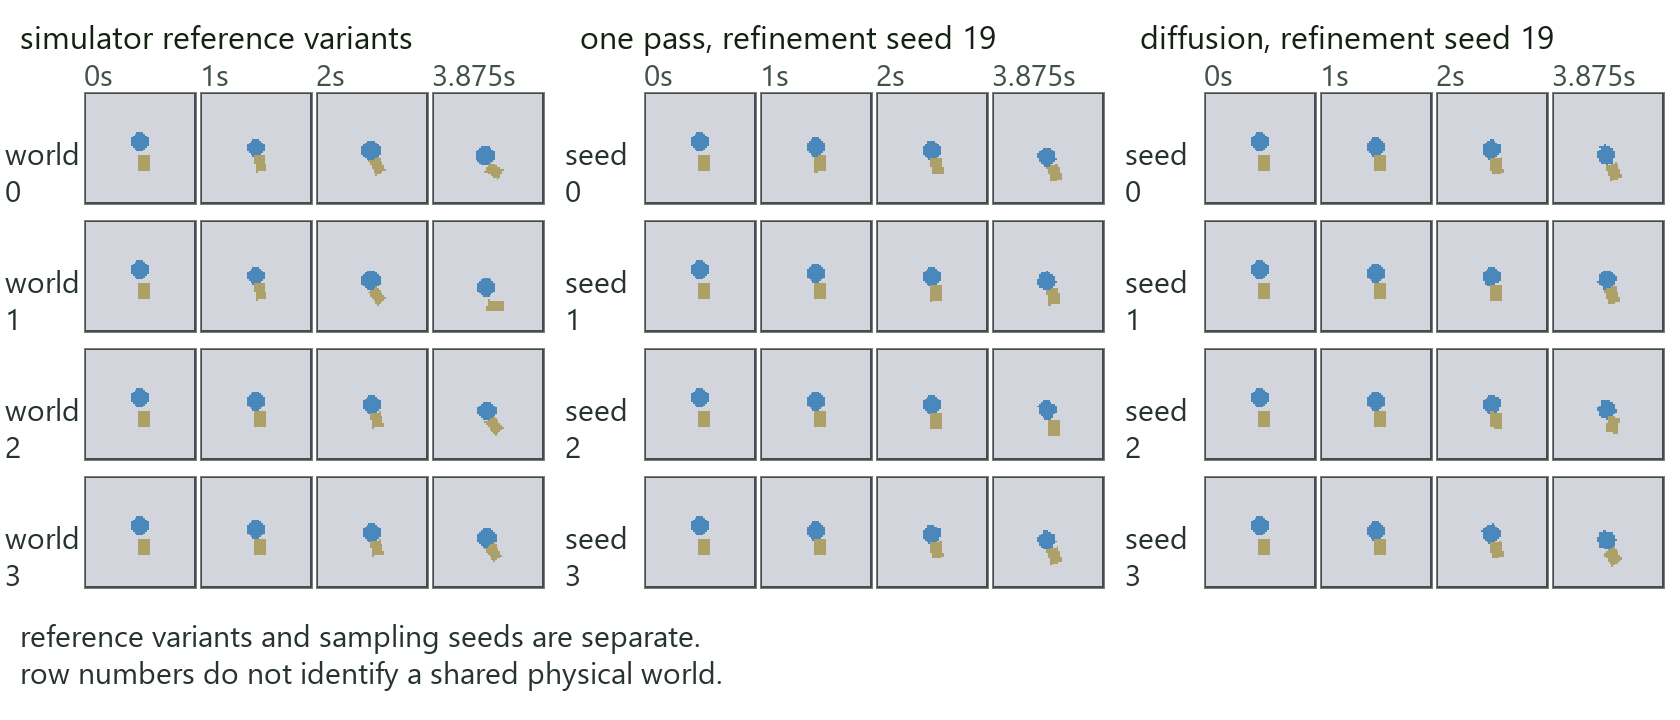 simulator reference variants
0s 1s 2s 3.875s
world 0
world 1
world 2
world 3
one pass, refinement seed 19
0s 1s 2s 3.875s
seed 0
seed 1
seed 2
seed 3
diffusion, refinement seed 19
0s 1s 2s 3.875s
seed 0
seed 1
seed 2
seed 3
reference variants and sampling seeds are separate.
row numbers do not identify a shared physical world.